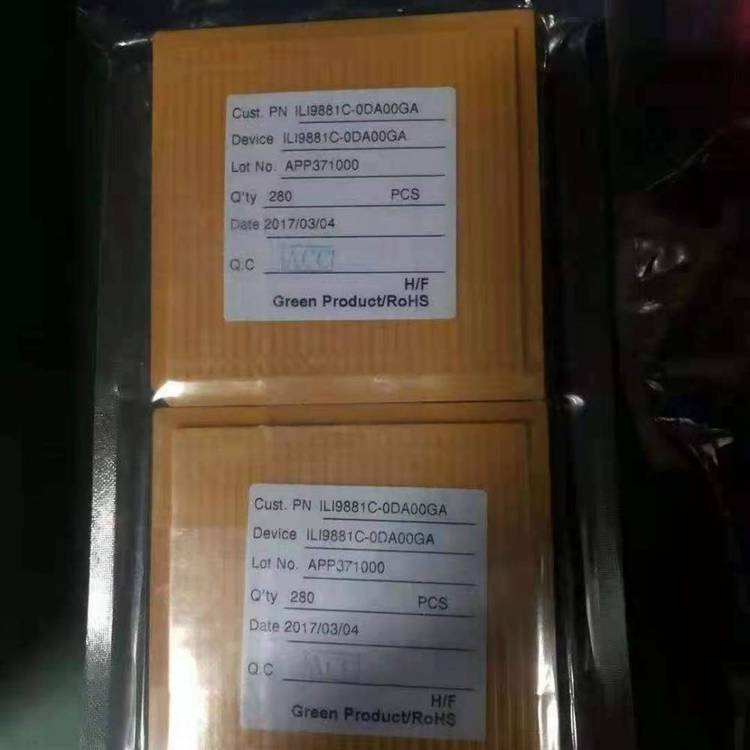 Cust. PN ILI9881C-0DA00GA
Device ILI9881C-0DA00GA
Lot No. APP371000
Q'ty 280 PCS
Date 2017/03/04
Q.C ACC
H/F
Green Product/RoHS
Cust. PN ILI9881C-0DA00GA
Device ILI9881C-0DA00GA
Lot No. APP371000
Q'ty 280 PCS
Date 2017/03/04
Q.C ACC
H/F
Green Product/RoHS